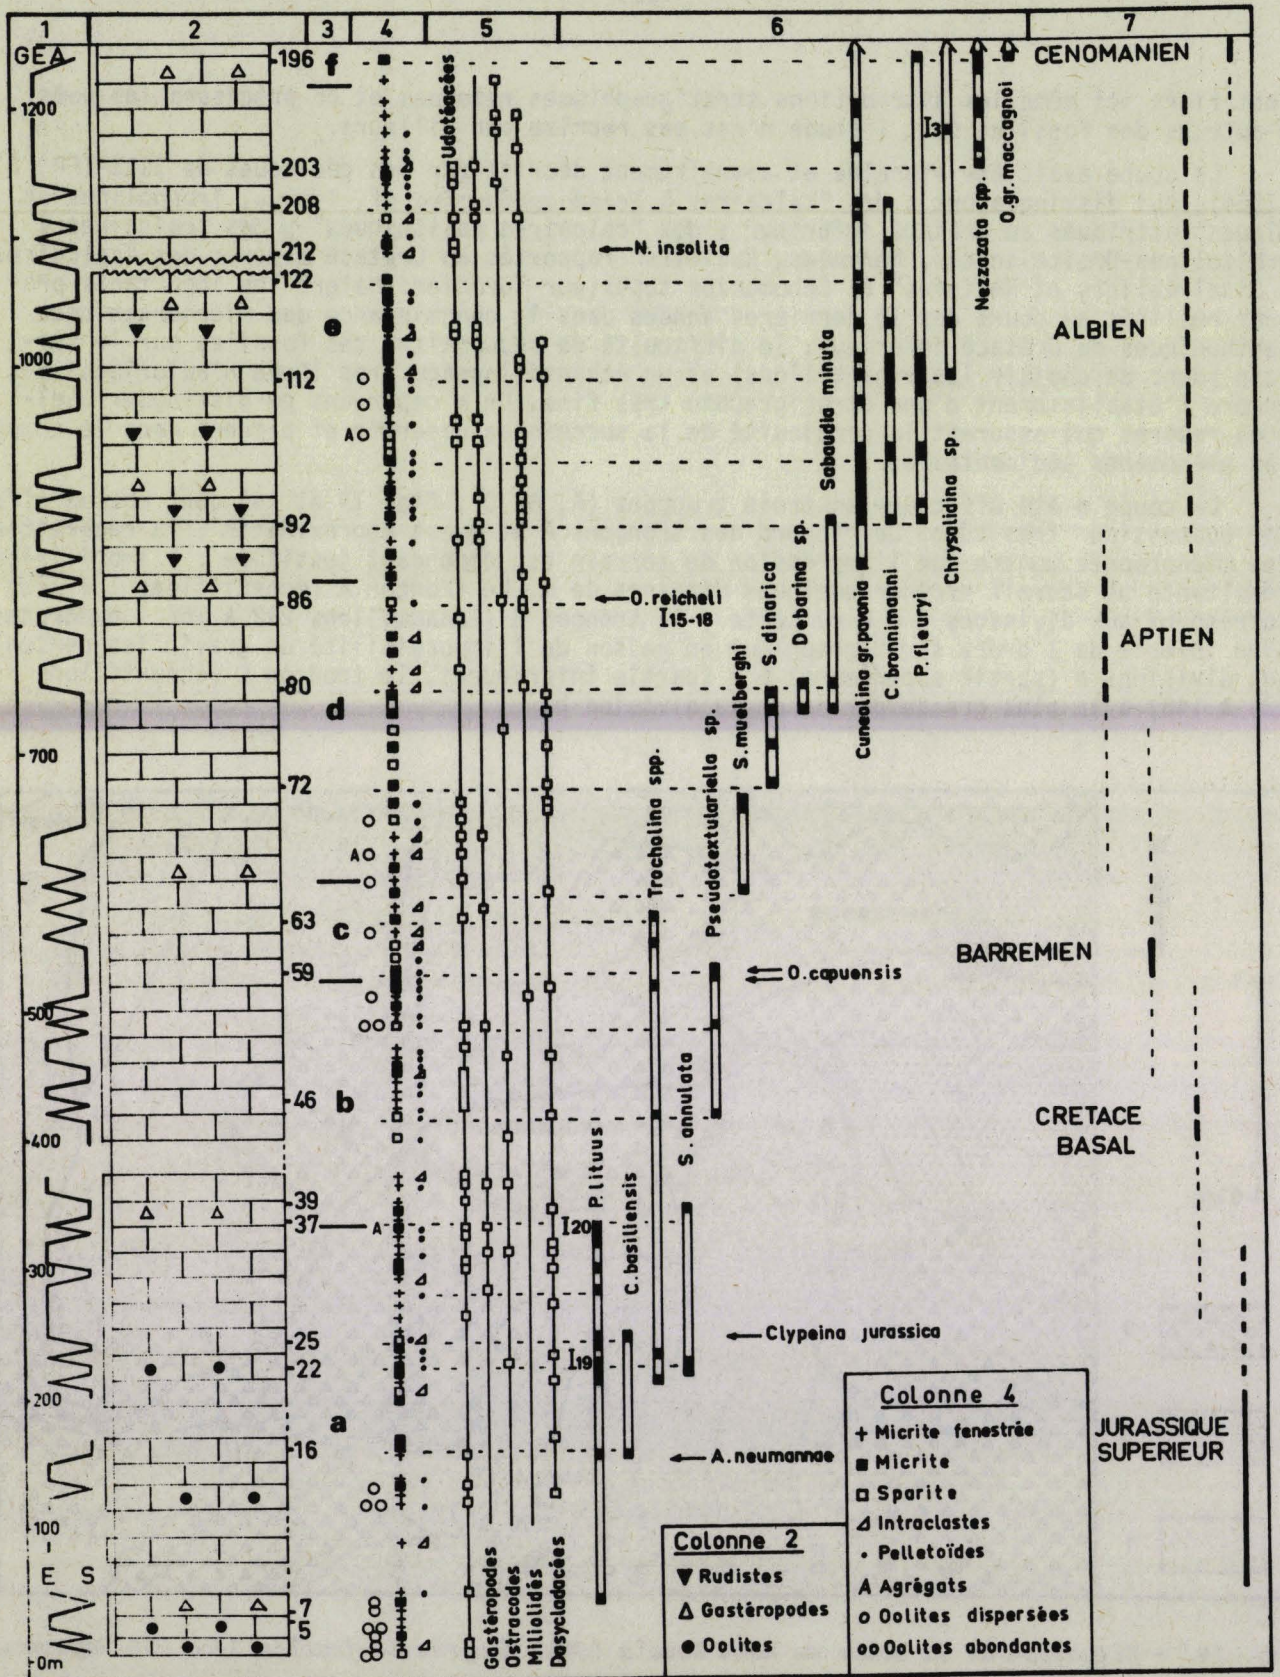 1 2 3 4 5 6 7
GEA
196 f CENOMANIEN
Udotéacées
1200
I3
203
208
212 N. insolita
122
Nezzazata spp.
O.gr. maccagnoi
e ALBIEN
1000
112
A
Sabaudia minuta
Chrysalidina sp.
92
86 O. reicheli
I15-18
APTIEN
S. dinarica
Debarina sp.
Cuneolina gr. pavonia
C. bronnimanni
P. fleuryi
80
d
700
72
Trocholina spp.
Pseudotextulariella sp.
S. muelberghi
A
63
c
BARREMIEN
59 O. capuensis
500
46 b
CRETACE
BASAL
400
P. lituus
C. basiliensis
S. annulata
39
37 A I20
300
25 Clypeina jurassica
22 I19
200
a
16 A. neumannae
JURASSIQUE
SUPERIEUR
100
E S
7
5
0m
Gastéropodes
Ostracodes
Miliolidés
Dasycladacées
Colonne 2
▼ Rudistes
△ Gastéropodes
● Oolites
Colonne 4
+ Micrite fenestrée
■ Micrite
□ Sparite
Intraclastes
• Pelletoïdes
A Agrégats
o Oolites dispersées
oo Oolites abondantes